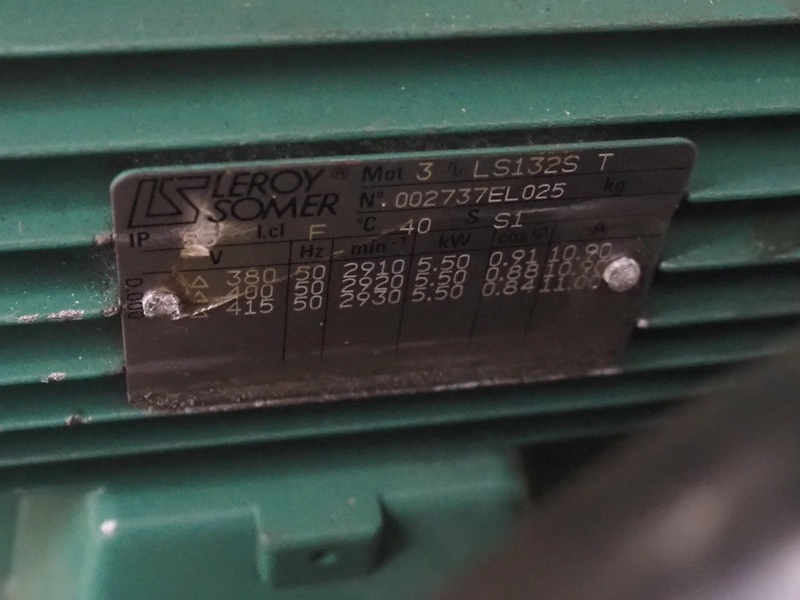 LEROY SOMER ® Mot 3 ~ LS132S T
N° 002737EL025 kg
IP I.cl F °C 40 S S1
V Hz min-1 kW cos φ A
Δ 380 50 2910 5.50 0.91 10.90
Δ 400 50 2920 5.50 0.88 10.90
Δ 415 50 2930 5.50 0.84